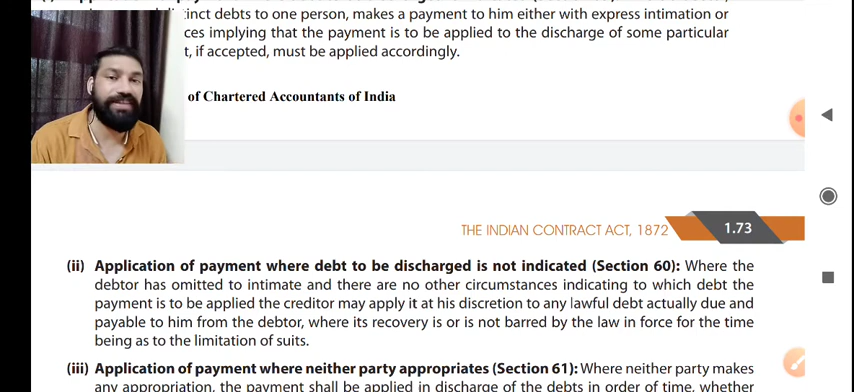 tinct debts to one person, makes a payment to him either with express intimation or
ces implying that the payment is to be applied to the discharge of some particular
t, if accepted, must be applied accordingly.
of Chartered Accountants of India
THE INDIAN CONTRACT ACT, 1872
1.73
(ii) Application of payment where debt to be discharged is not indicated (Section 60): Where the
debtor has omitted to intimate and there are no other circumstances indicating to which debt the
payment is to be applied the creditor may apply it at his discretion to any lawful debt actually due and
payable to him from the debtor, where its recovery is or is not barred by the law in force for the time
being as to the limitation of suits.
(iii) Application of payment where neither party appropriates (Section 61): Where neither party makes
any appropriation, the payment shall be applied in discharge of the debts in order of time, whether